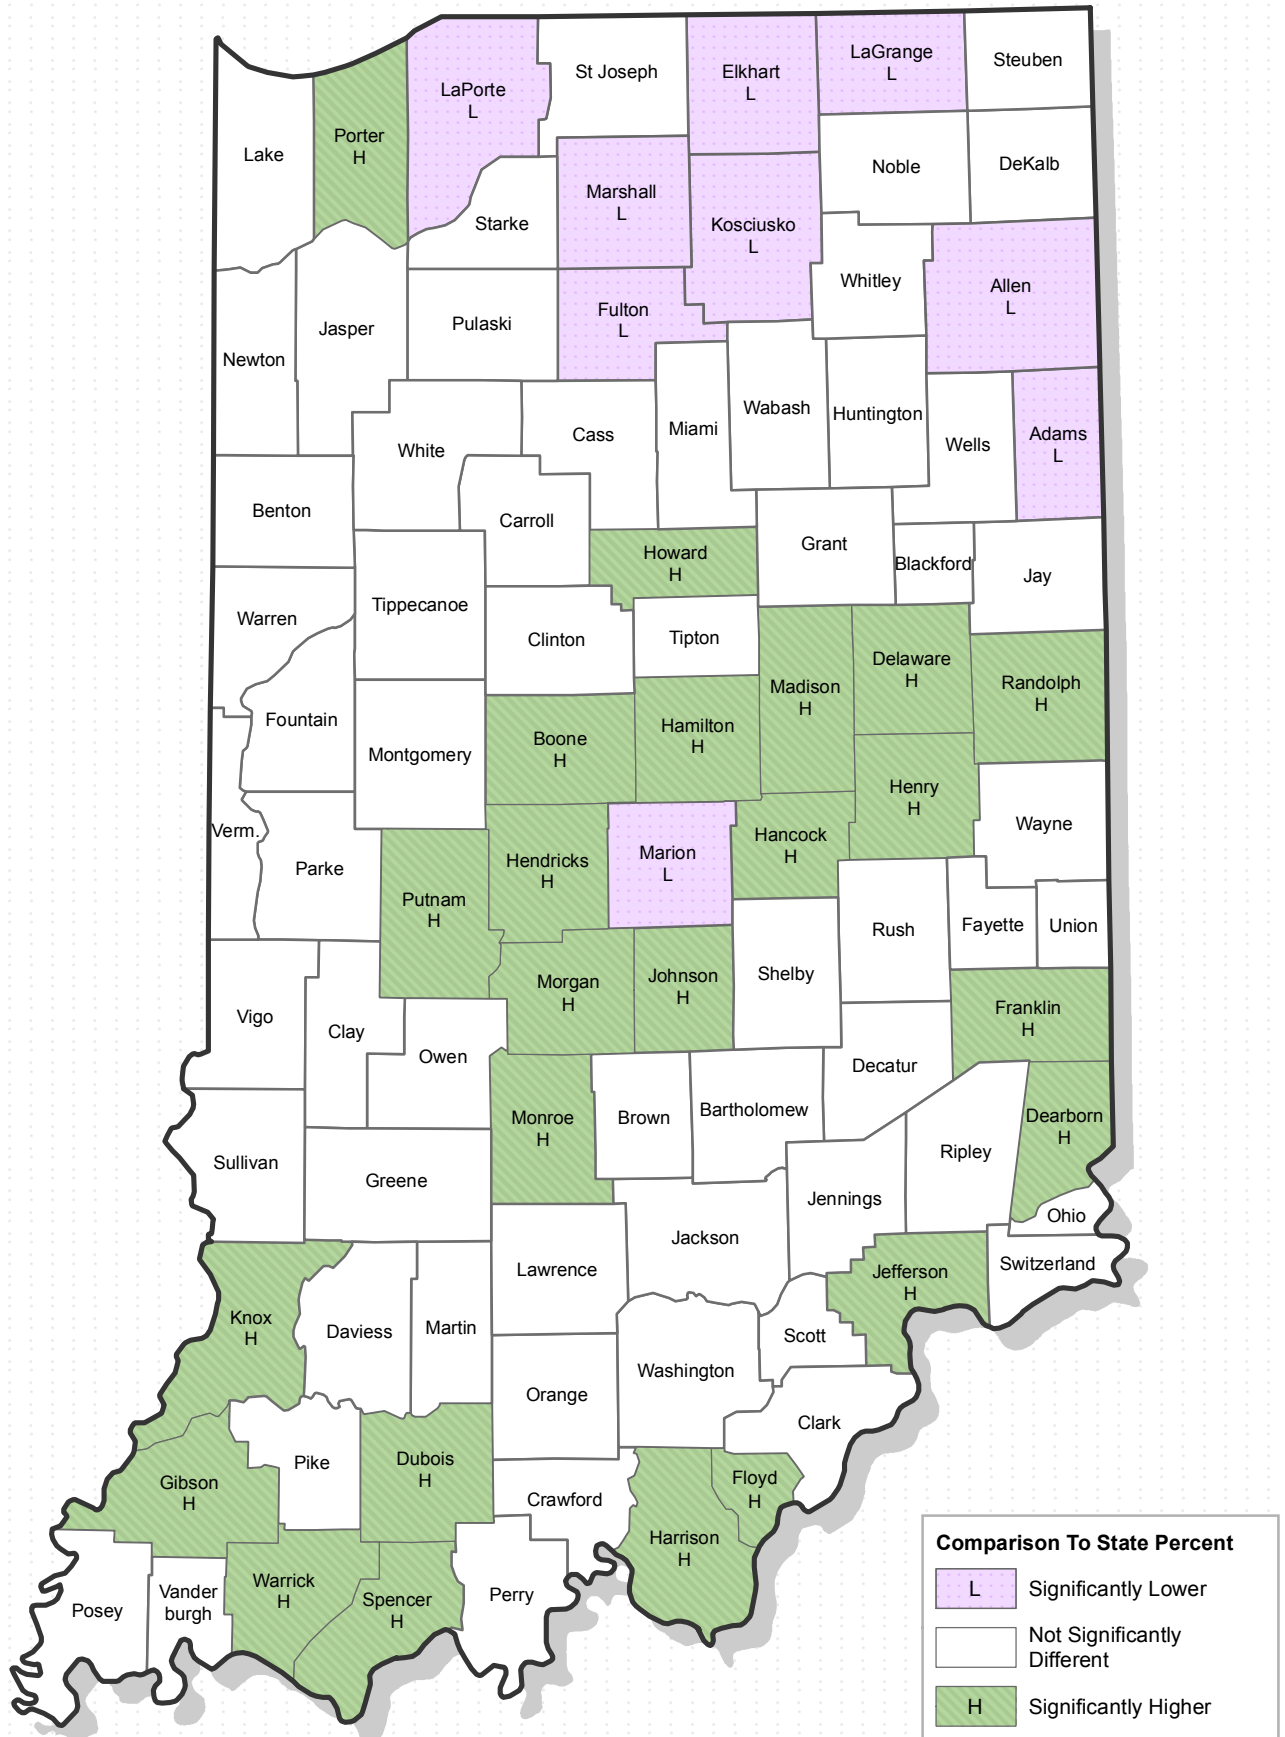 St Joseph
Elkhart
L
LaGrange
L
Steuben
LaPorte
L
Porter
H
Lake
Noble
DeKalb
Marshall
L
Kosciusko
L
Starke
Whitley
Allen
L
Fulton
L
Pulaski
Jasper
Newton
Wabash
Huntington
Miami
Cass
White
Wells
Adams
L
Benton
Carroll
Grant
Howard
H
Blackford
Jay
Tippecanoe
Warren
Clinton
Tipton
Delaware
H
Madison
H
Randolph
H
Fountain
Montgomery
Boone
H
Hamilton
H
Henry
H
Wayne
Verm.
Parke
Hendricks
H
Marion
L
Hancock
H
Putnam
H
Rush
Fayette
Union
Shelby
Morgan
H
Johnson
H
Franklin
H
Vigo
Clay
Owen
Decatur
Monroe
H
Brown
Bartholomew
Dearborn
H
Ripley
Sullivan
Greene
Jennings
Ohio
Jackson
Switzerland
Lawrence
Jefferson
H
Knox
H
Daviess
Martin
Scott
Washington
Orange
Clark
Pike
Dubois
H
Gibson
H
Floyd
H
Crawford
Harrison
H
Warrick
H
Spencer
H
Perry
Vander
burgh
Posey
Comparison To State Percent
L Significantly Lower
Not Significantly
Different
H Significantly Higher